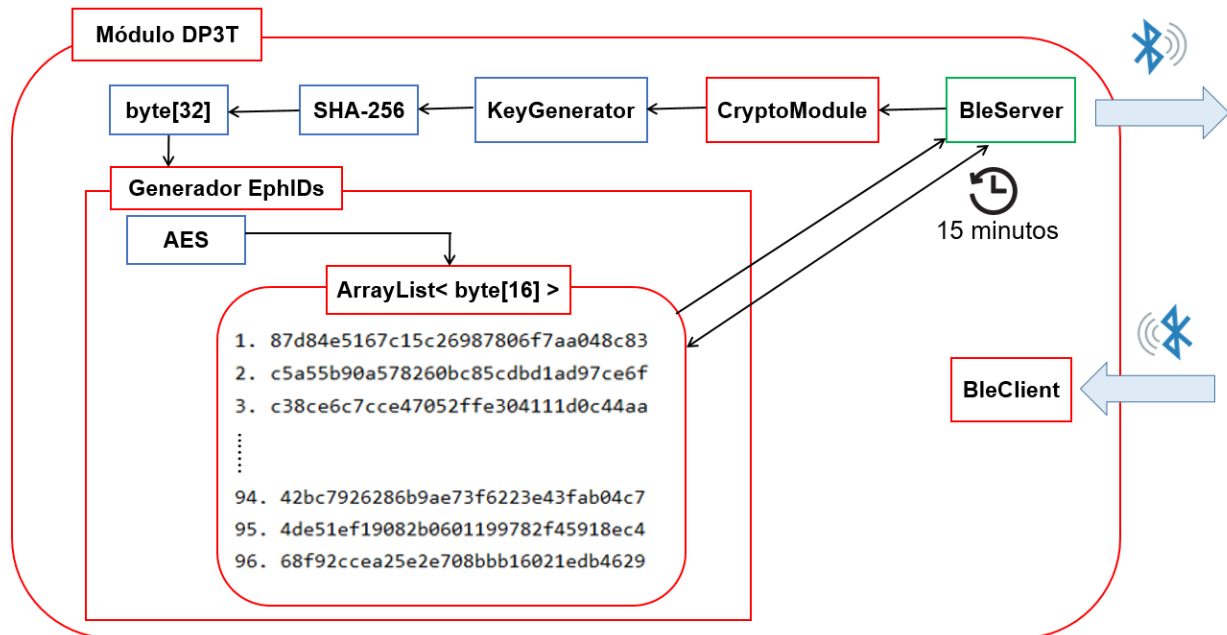 Módulo DP3T
byte[32]
SHA-256
KeyGenerator
CryptoModule
BleServer
Generador EphIDs
15 minutos
AES
ArrayList< byte[16] >
1. 87d84e5167c15c26987806f7aa048c83
2. c5a55b90a578260bc85cdbd1ad97ce6f
3. c38ce6c7cce47052ffe304111d0c44aa
94. 42bc7926286b9ae73f6223e43fab04c7
95. 4de51ef19082b0601199782f45918ec4
96. 68f92ccea25e2e708bbb16021edb4629
BleClient